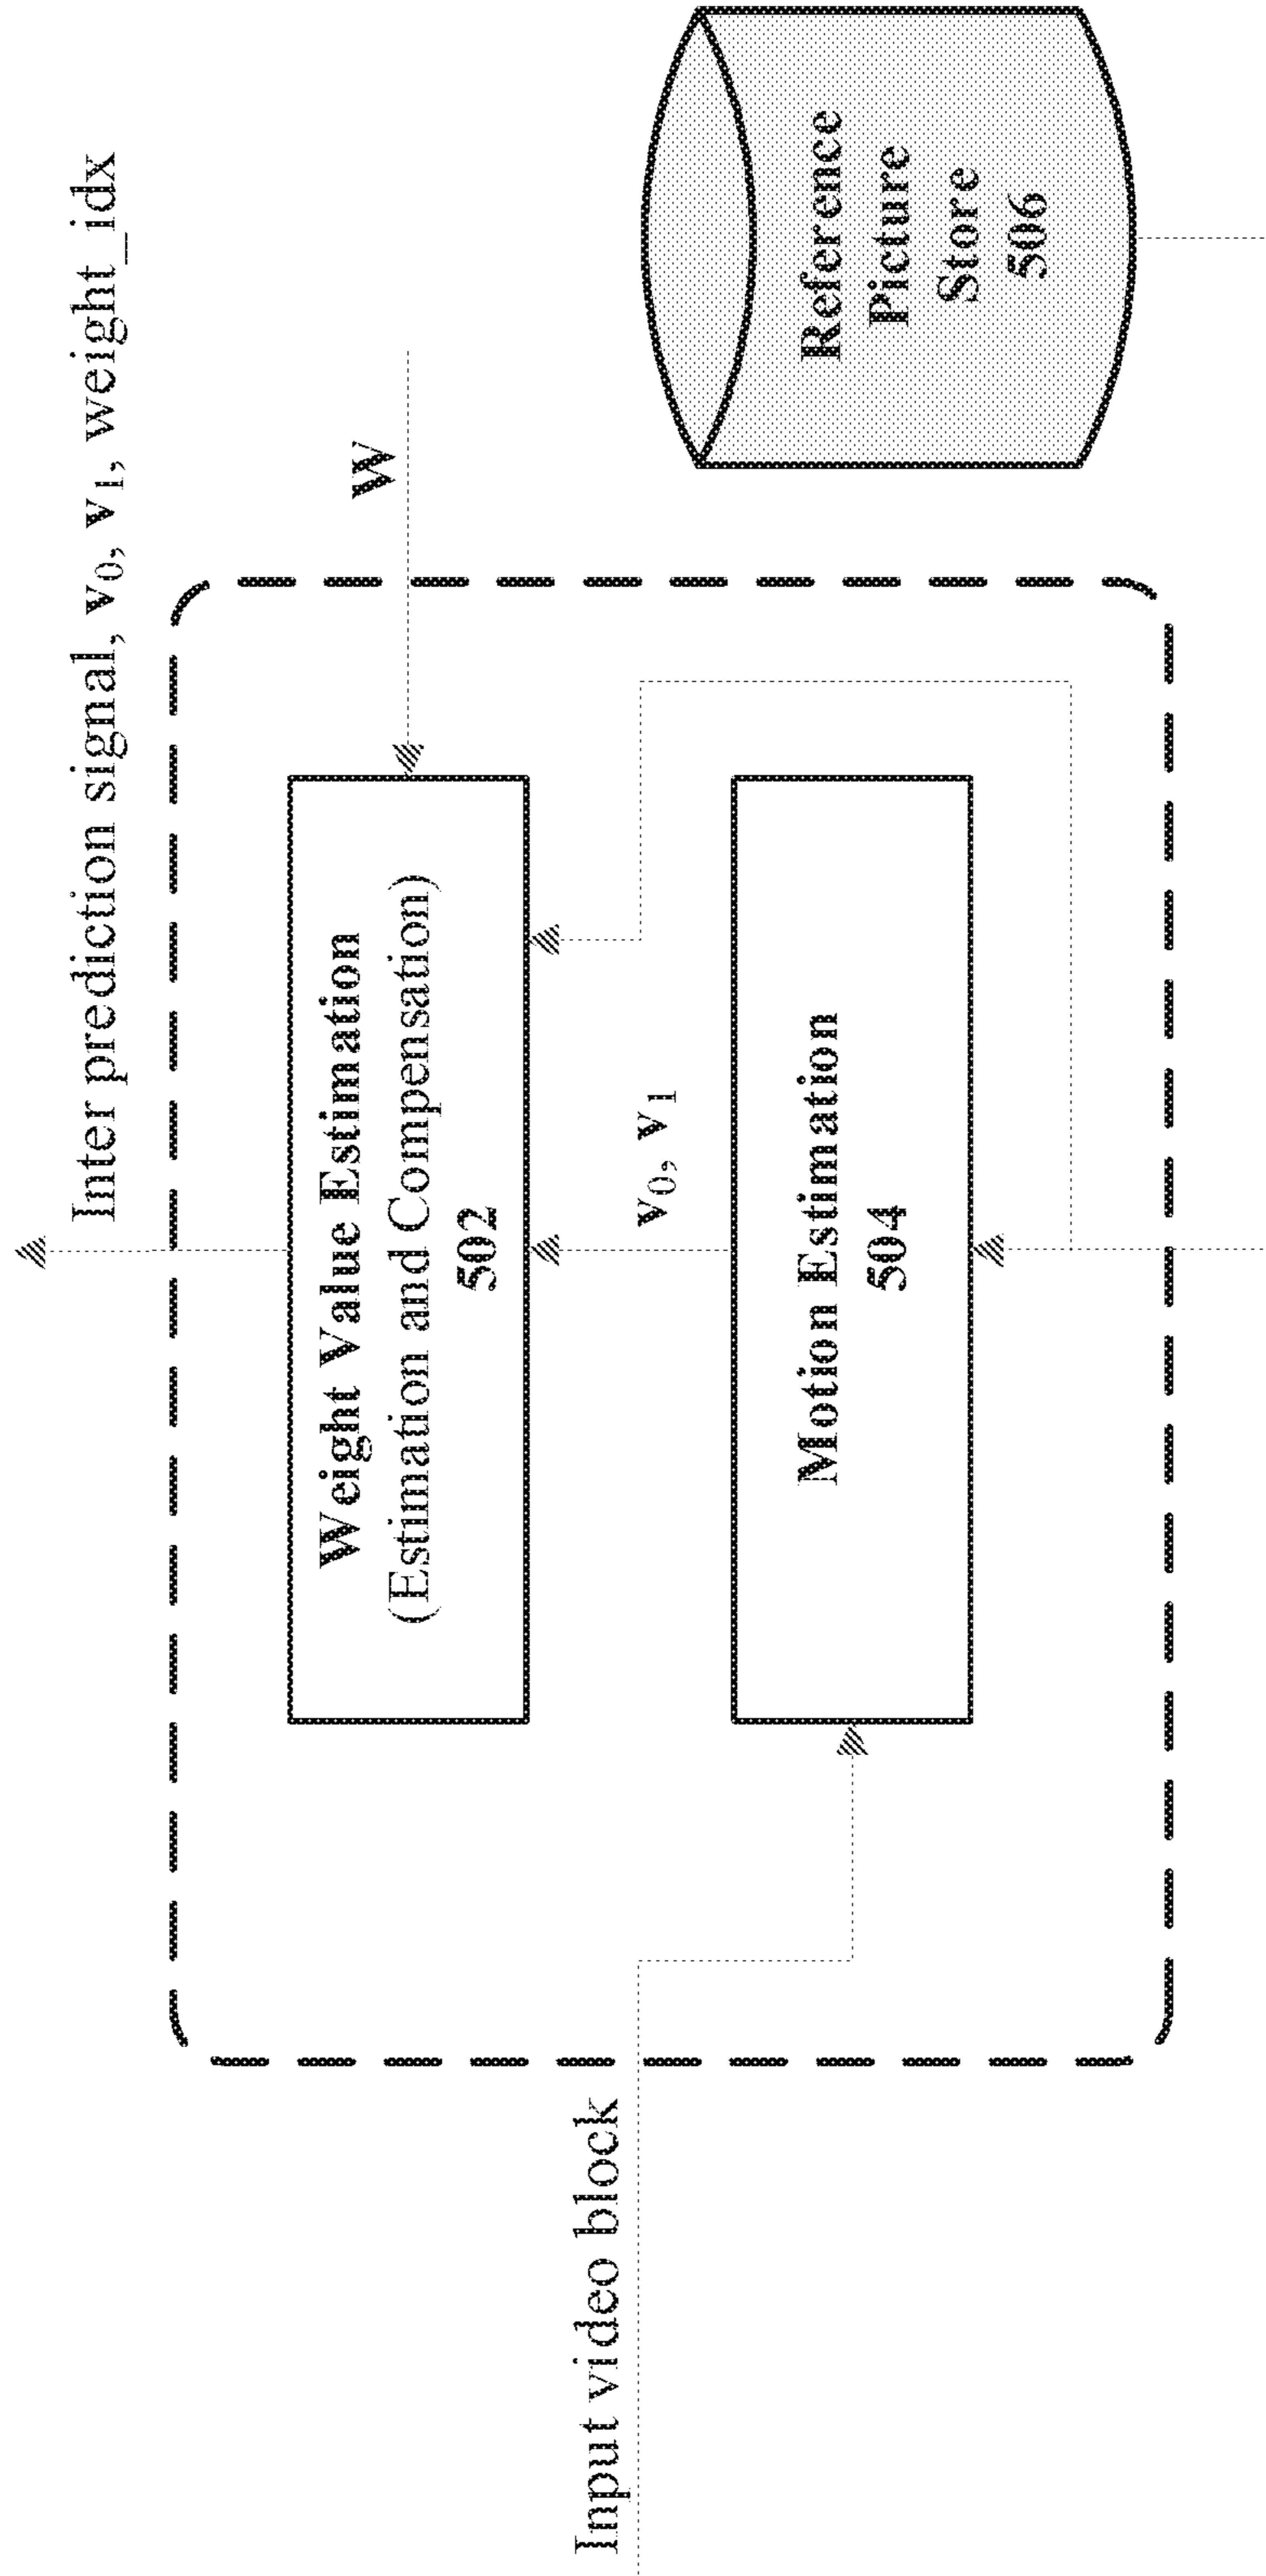 Inter prediction signal, v₀, v₁, weight_idx
W
Weight Value Estimation
(Estimation and Compensation)
502
v₀, v₁
Input video block
Motion Estimation
504
Reference
Picture
Store
506